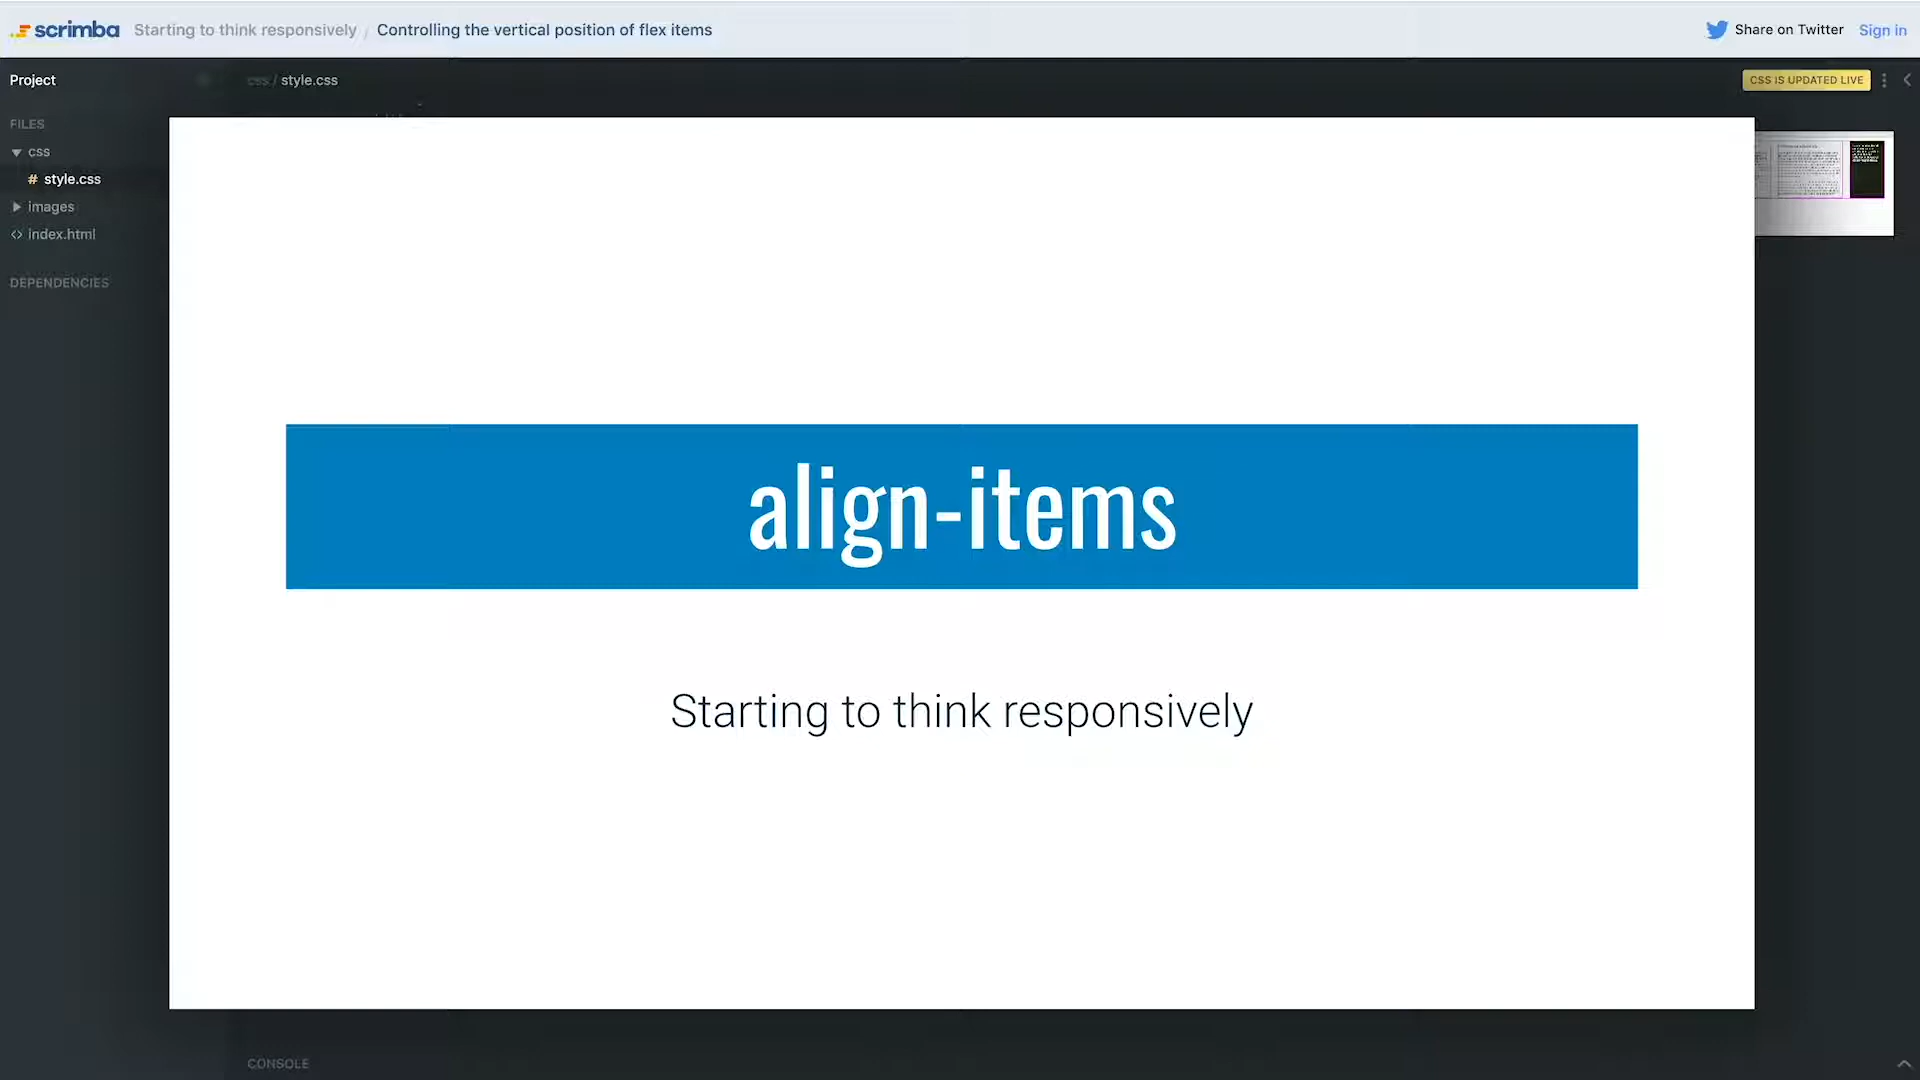 scrimba Starting to think responsively / Controlling the vertical position of flex items Share on Twitter Sign in
Project css / style.css CSS IS UPDATED LIVE
FILES
css
# style.css
images
<> index.html
DEPENDENCIES
align-items
Starting to think responsively
CONSOLE